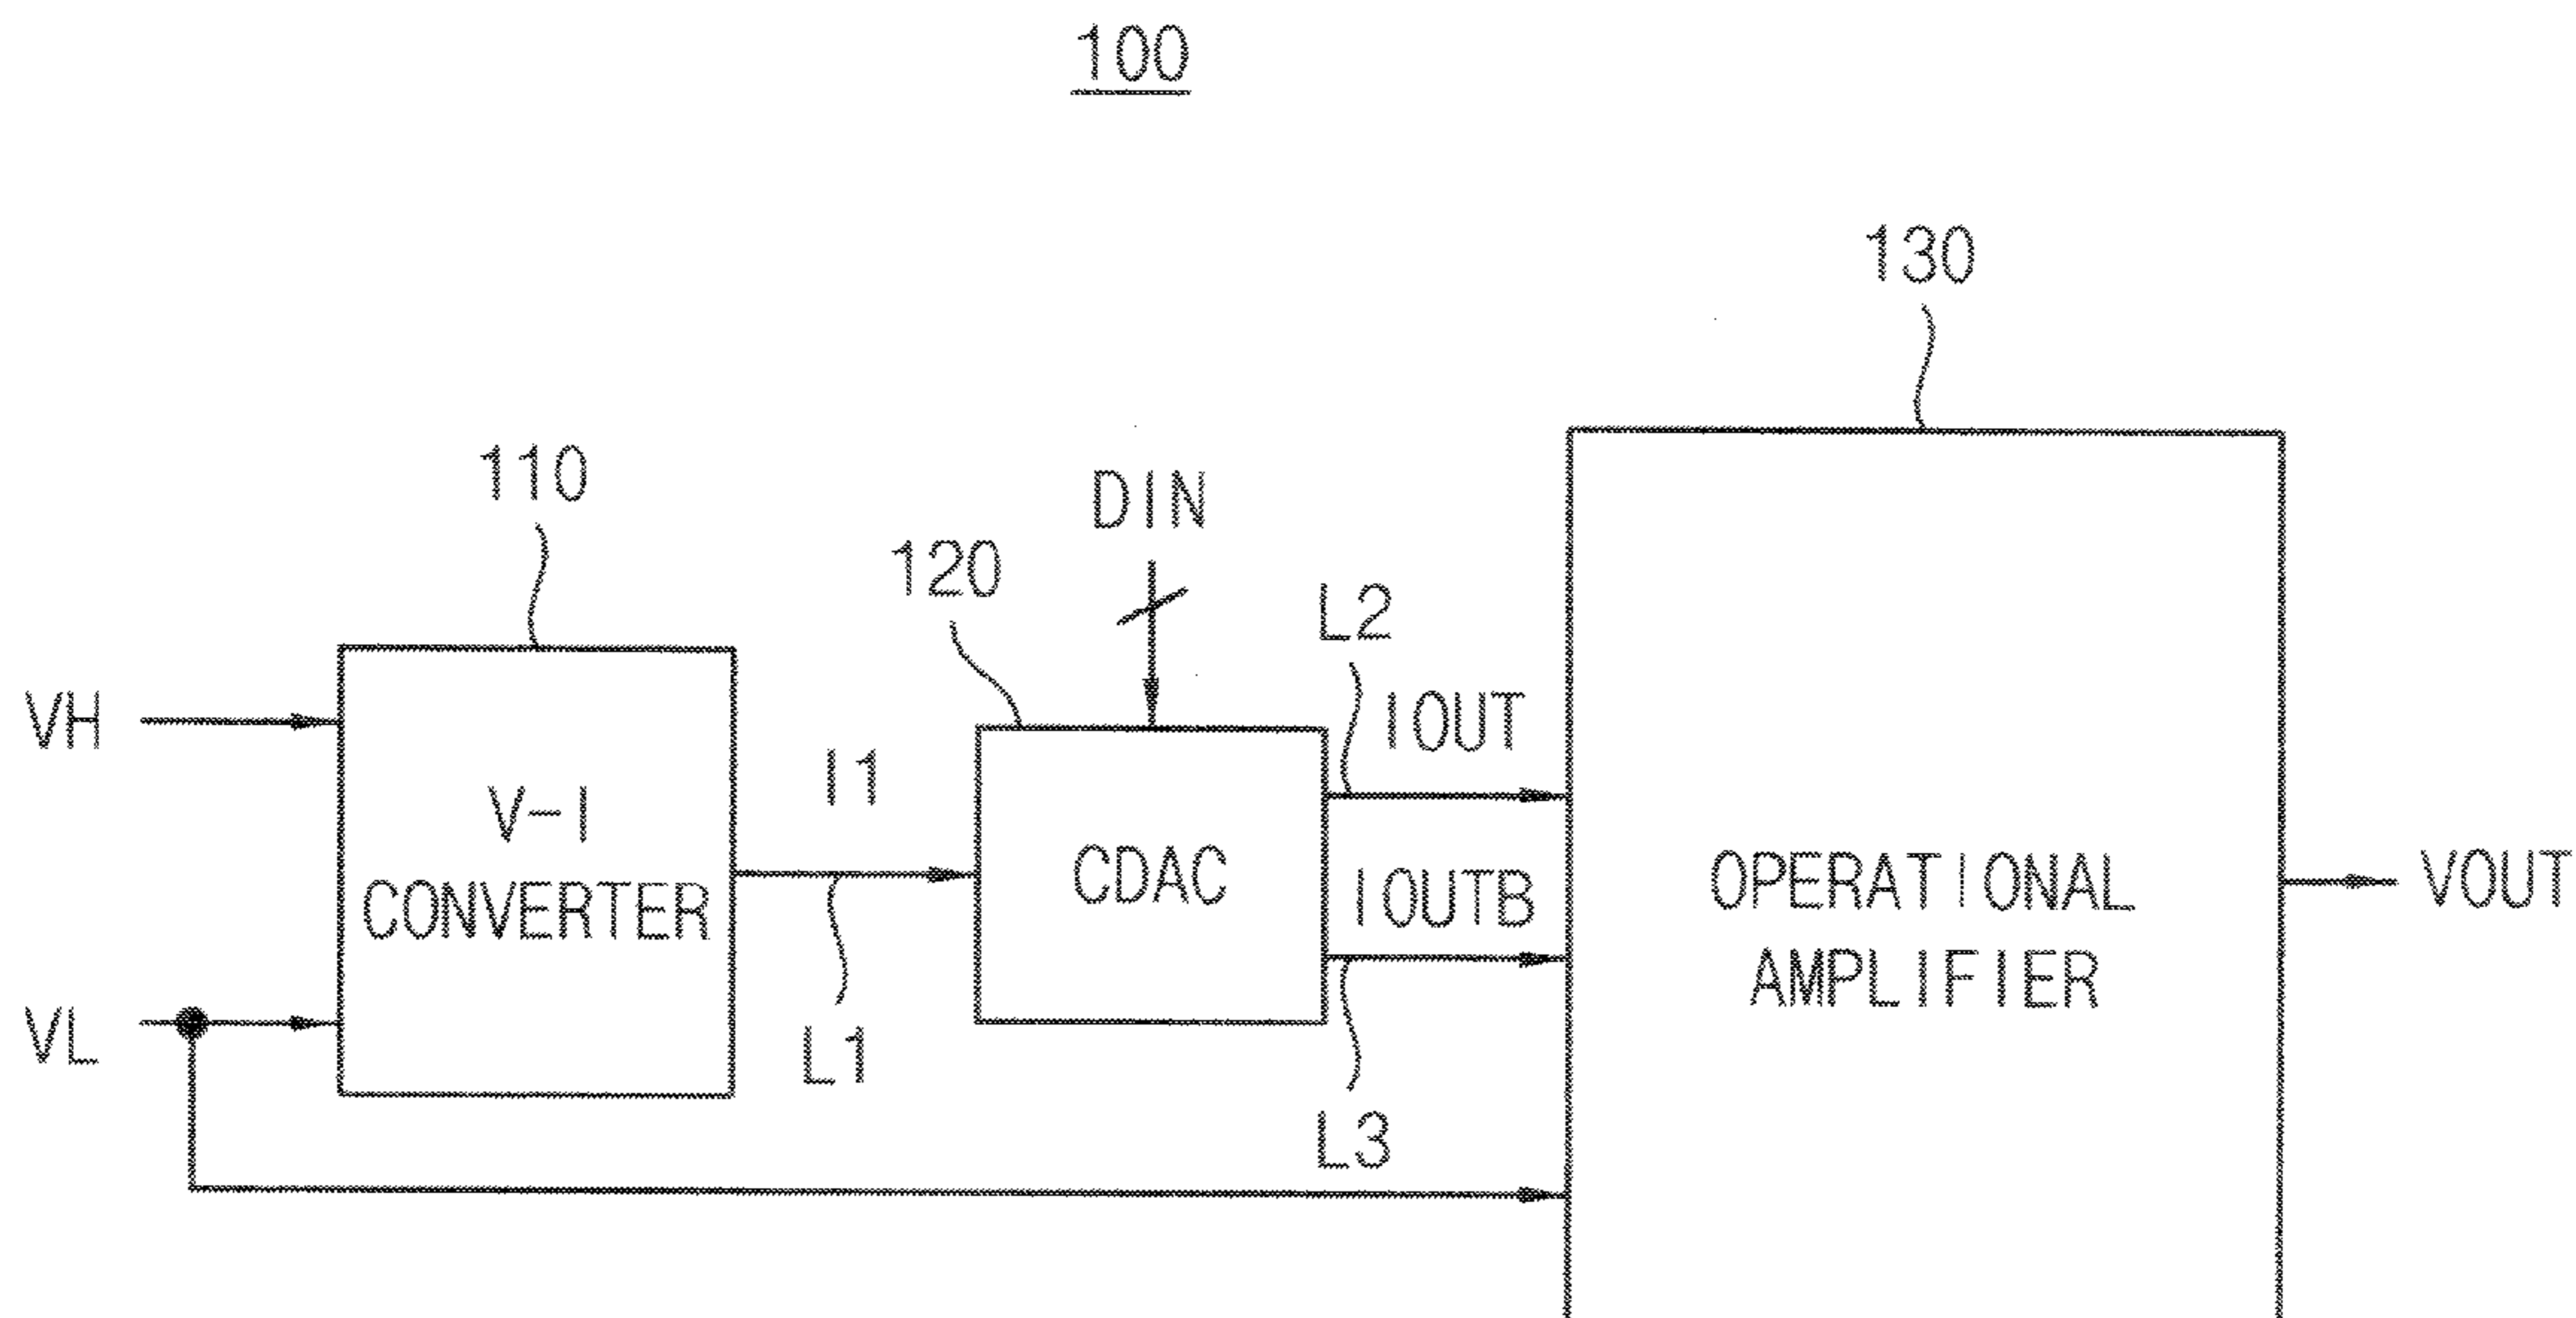 100
130
110
DIN
120
L2
VH
IOUT
I1
V-I
CONVERTER
CDAC
IOUTB
OPERATIONAL
AMPLIFIER
VOUT
VL
L1
L3